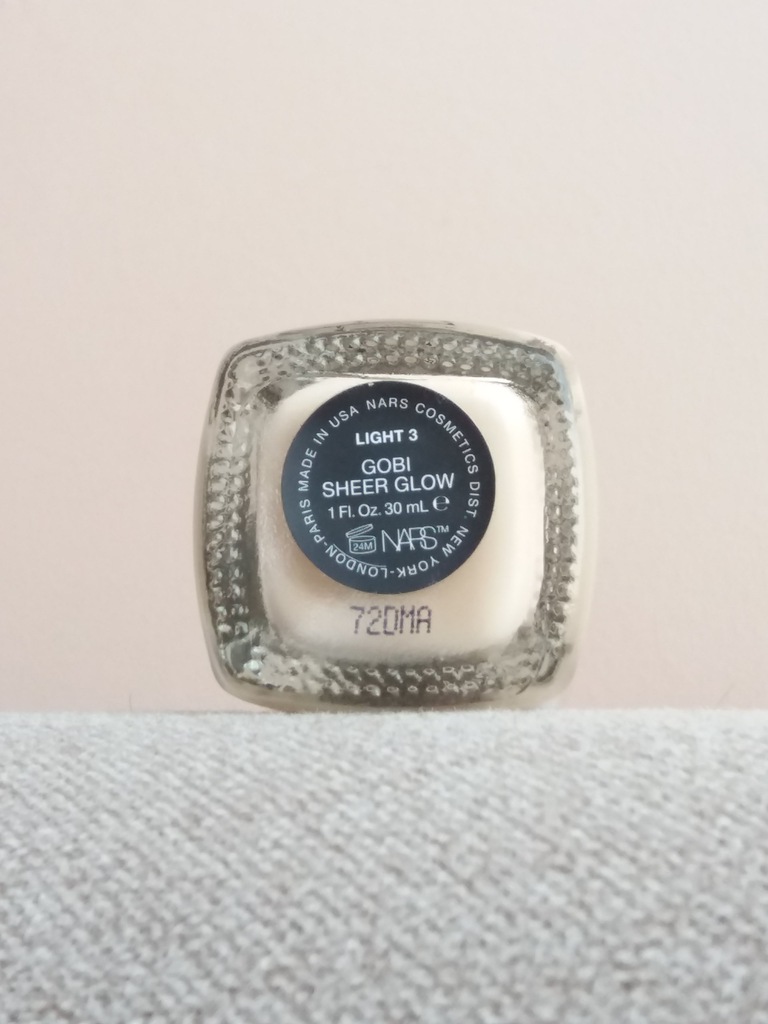 MADE IN USA NARS COSMETICS DIST. NEW YORK-LONDON-PARIS
LIGHT 3
GOBI
SHEER GLOW
1 Fl. Oz. 30 mL ℮
24M NARS™
72DMA